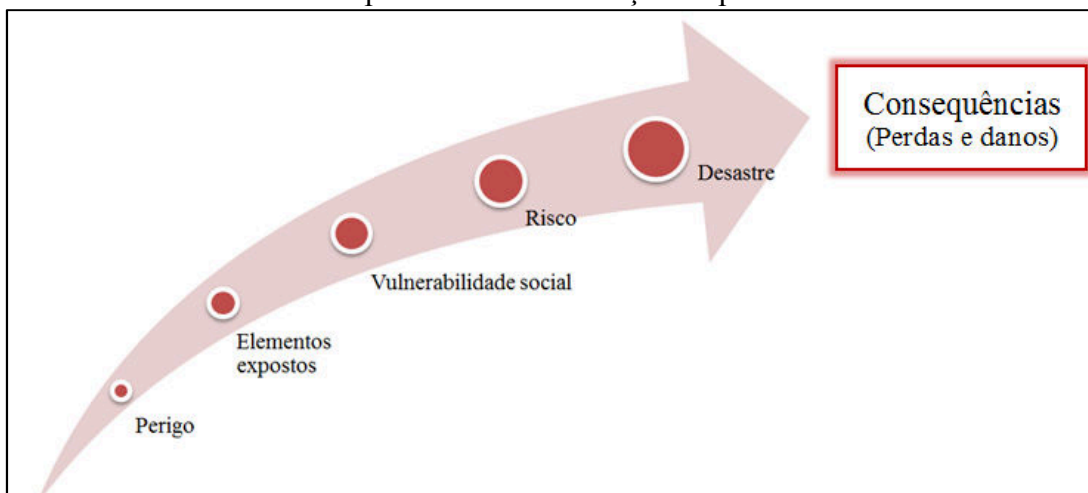 Consequências
(Perdas e danos)
Desastre
Risco
Vulnerabilidade social
Elementos
expostos
Perigo